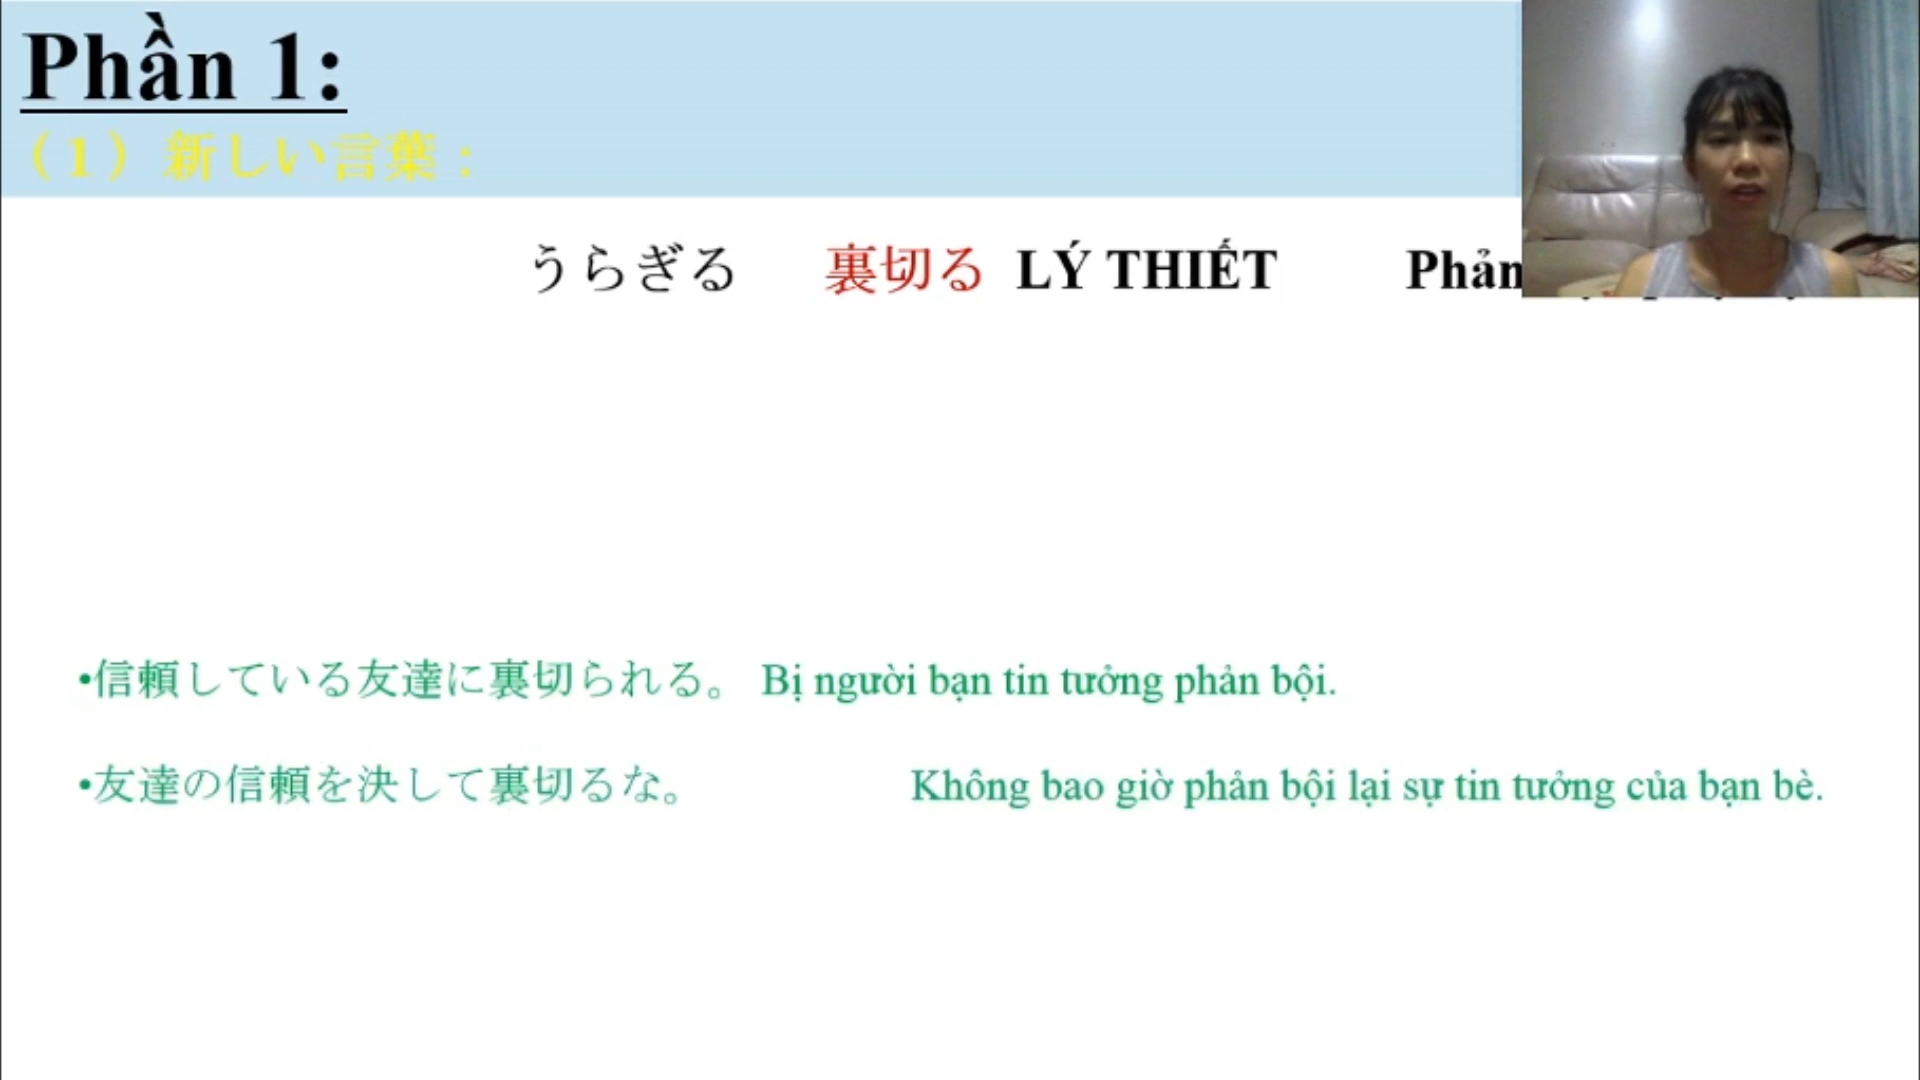 Phần 1:
（1） 新しい言葉：
うらぎる 裏切る LÝ THIẾT Phản
•信頼している友達に裏切られる。 Bị người bạn tin tưởng phản bội.
•友達の信頼を決して裏切るな。 Không bao giờ phản bội lại sự tin tưởng của bạn bè.